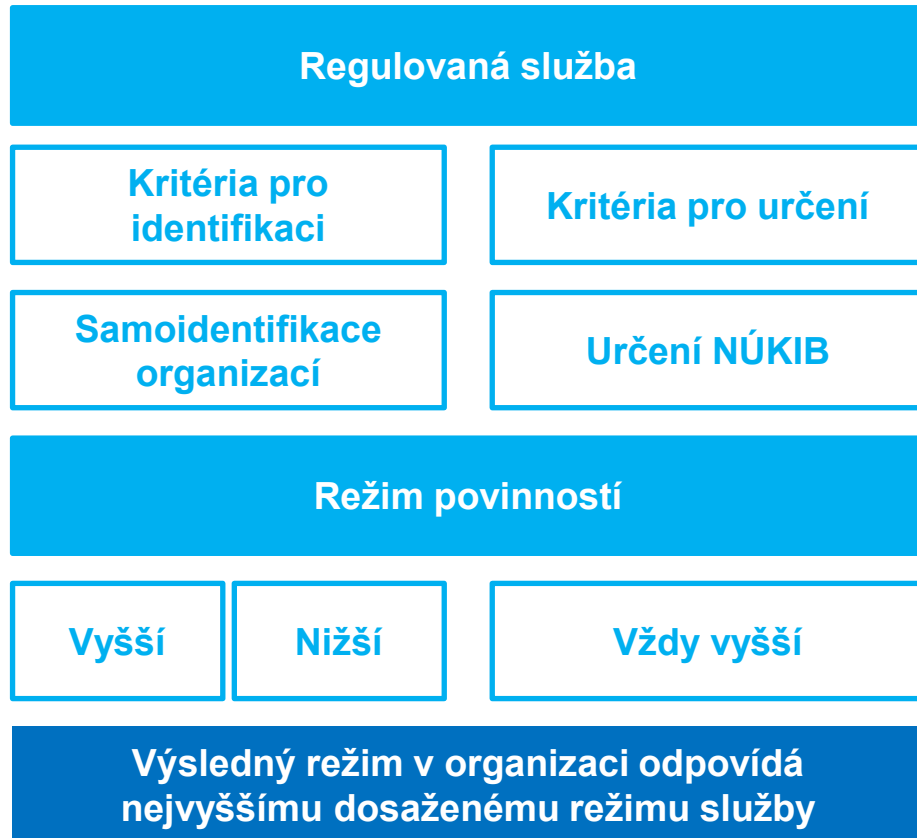 Regulovaná služba
Kritéria pro
identifikaci
Kritéria pro určení
Samoidentifikace
organizací
Určení NÚKIB
Režim povinností
Vyšší
Nižší
Vždy vyšší
Výsledný režim v organizaci odpovídá
nejvyššímu dosaženému režimu služby